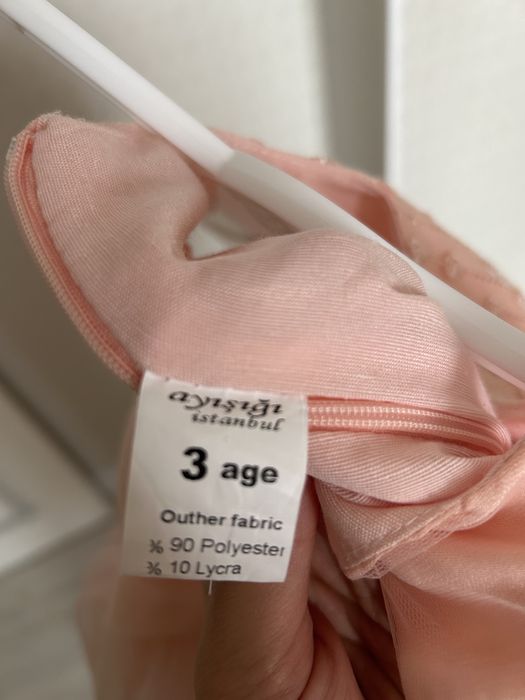 ayışığı
istanbul
3 age
Outher fabric
% 90 Polyester
% 10 Lycra